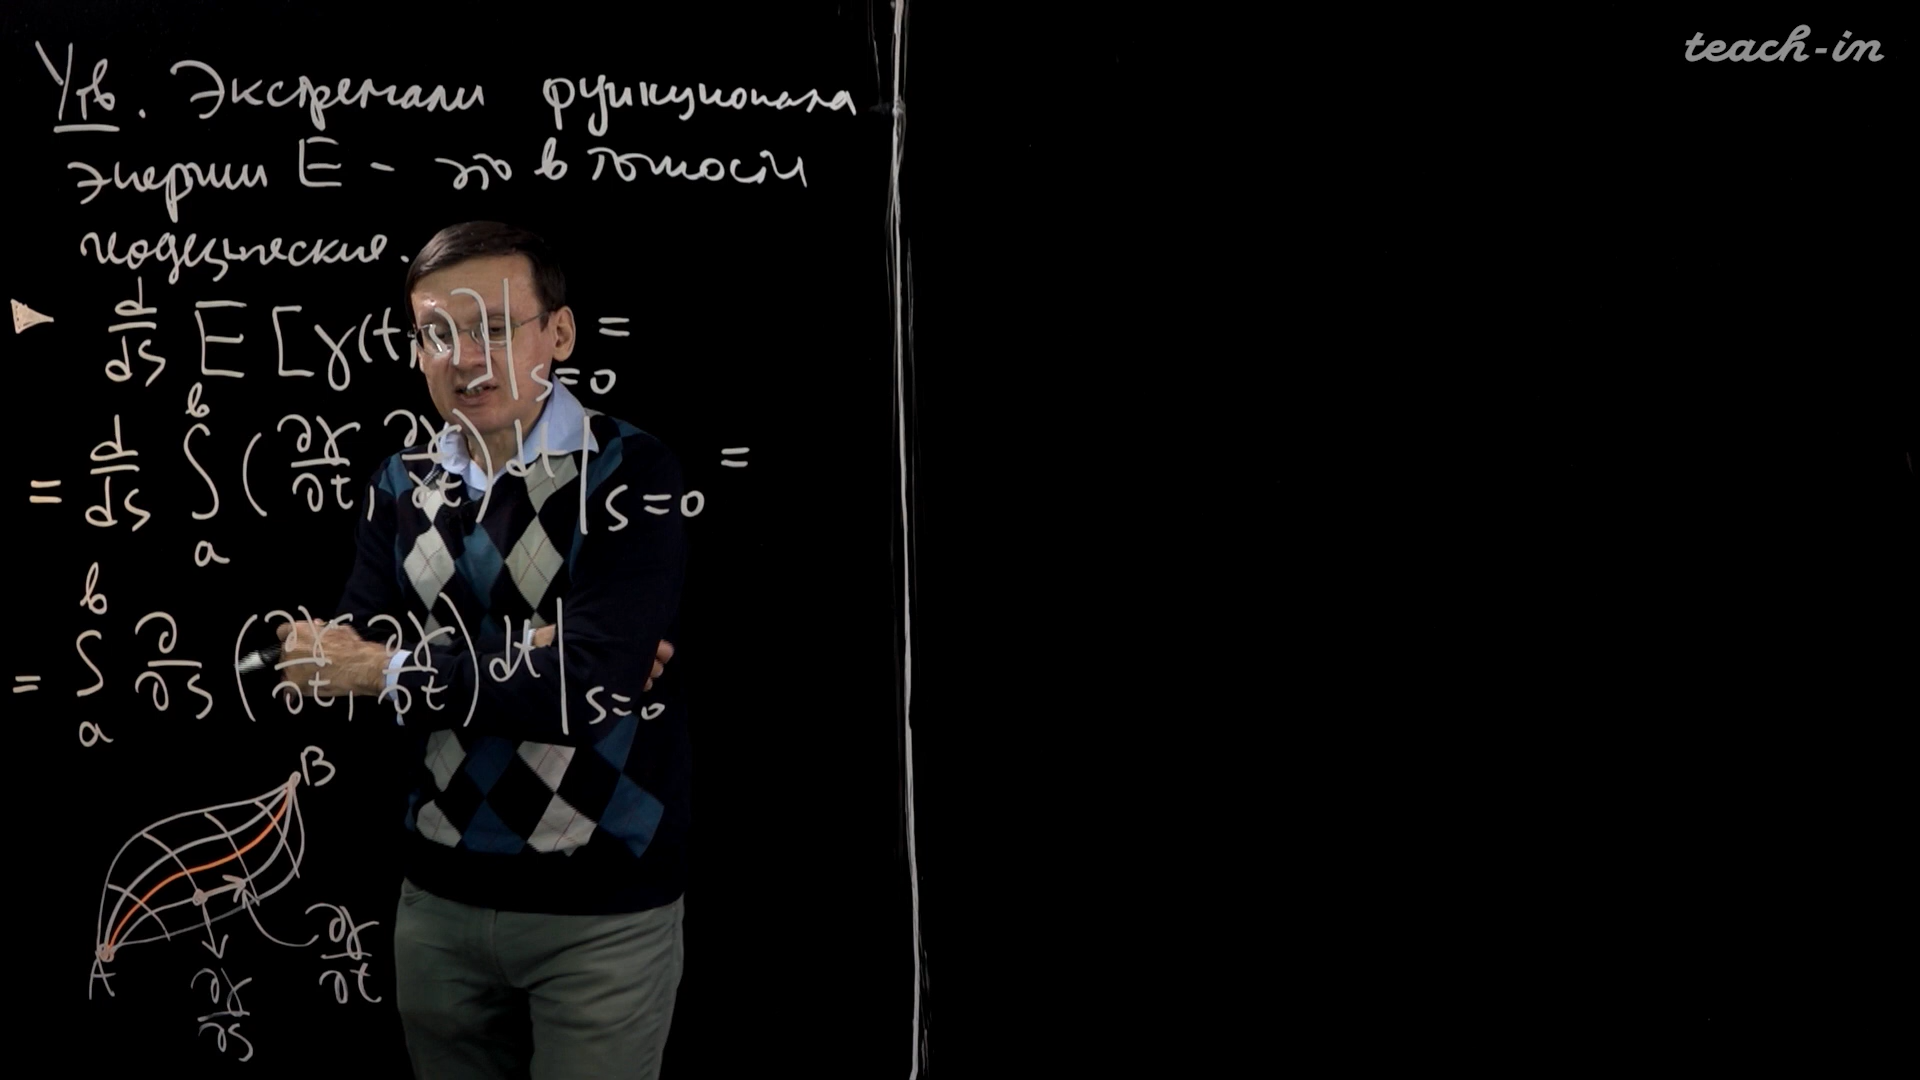 teach-in
Утв. Экстремали функционала
энергии E - это в точности
геодезические.
d/ds E [γ(t,s)]|s=0 =
= d/ds ∫ₐᵇ (∂γ/∂t, ∂γ/∂t) dt |s=0 =
= ∫ₐᵇ ∂/∂s (∂γ/∂t, ∂γ/∂t) dt |s=0
B
A
∂γ/∂t
∂γ/∂s